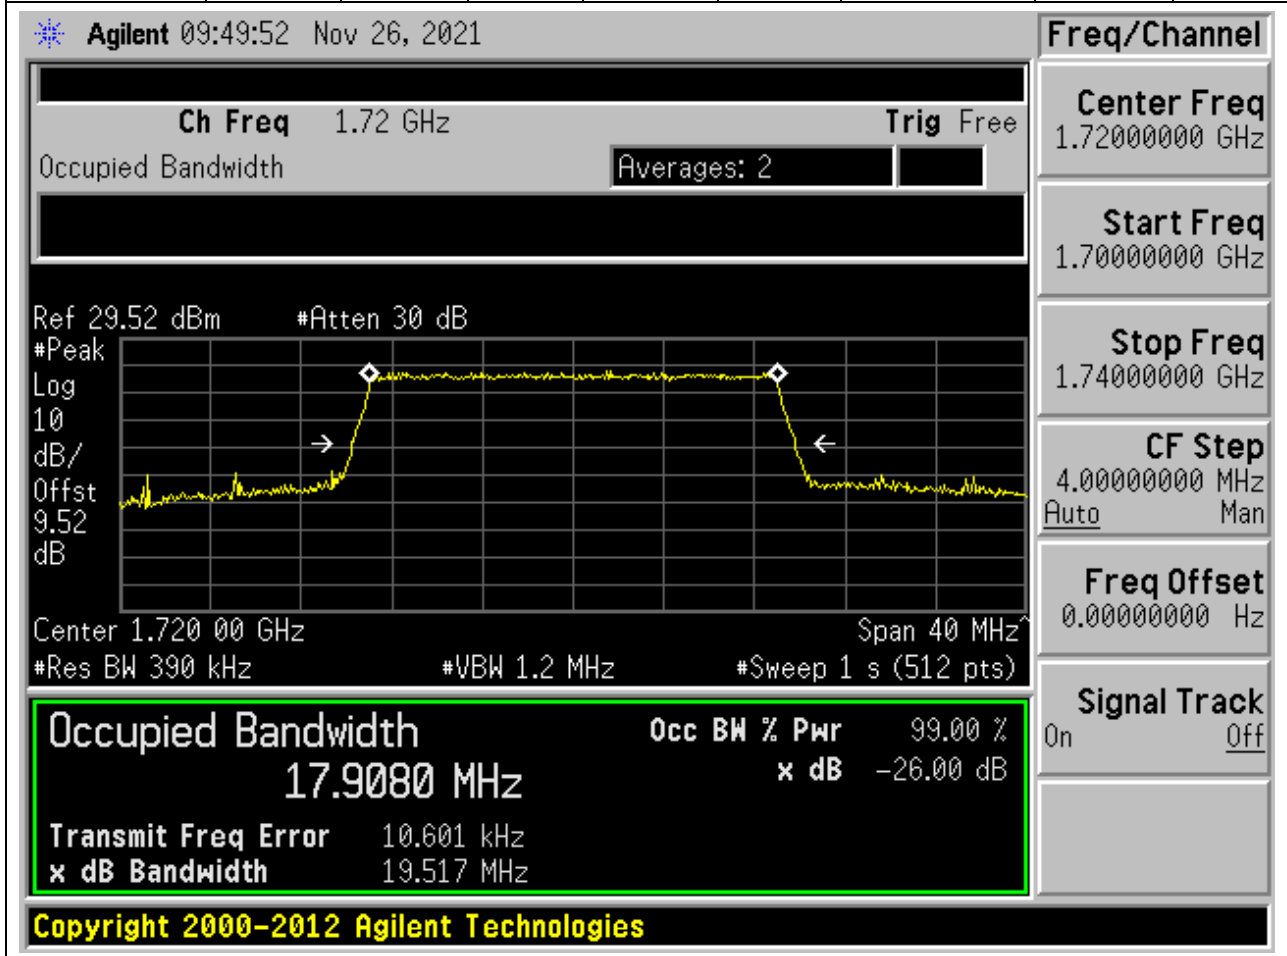 Agilent 09:49:52 Nov 26, 2021
Freq/Channel
Ch Freq 1.72 GHz Trig Free
Occupied Bandwidth Averages: 2
Center Freq
1.72000000 GHz
Start Freq
1.70000000 GHz
Stop Freq
1.74000000 GHz
CF Step
4.00000000 MHz
Auto Man
Freq Offset
0.00000000 Hz
Signal Track
On Off
Ref 29.52 dBm #Atten 30 dB
#Peak
Log
10
dB/
Offst
9.52
dB
Center 1.720 00 GHz Span 40 MHz^
#Res BW 390 kHz #VBW 1.2 MHz #Sweep 1 s (512 pts)
Occupied Bandwidth Occ BW % Pwr 99.00 %
17.9080 MHz x dB -26.00 dB
Transmit Freq Error 10.601 kHz
x dB Bandwidth 19.517 MHz
Copyright 2000-2012 Agilent Technologies